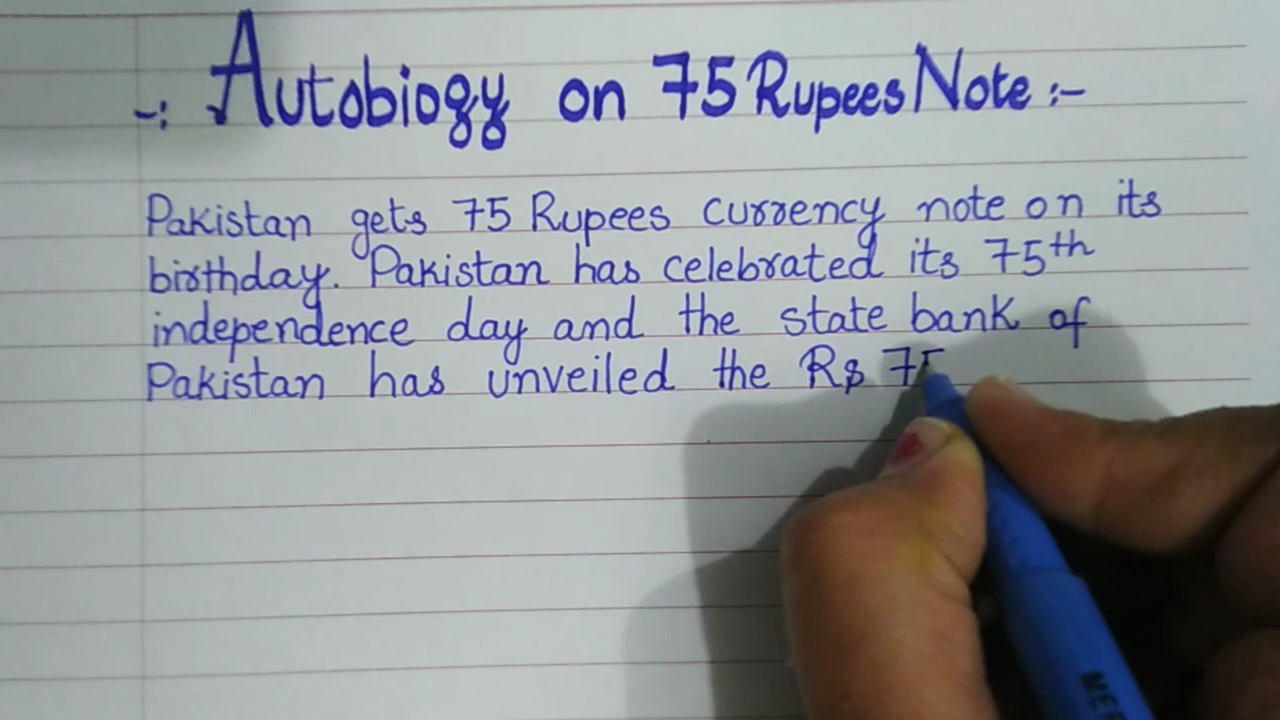 -: Autobiogy on 75 Rupees Note :-
Pakistan gets 75 Rupees currency note on its
birthday. Pakistan has celebrated its 75th
independence day and the state bank of
Pakistan has unveiled the Rs 75